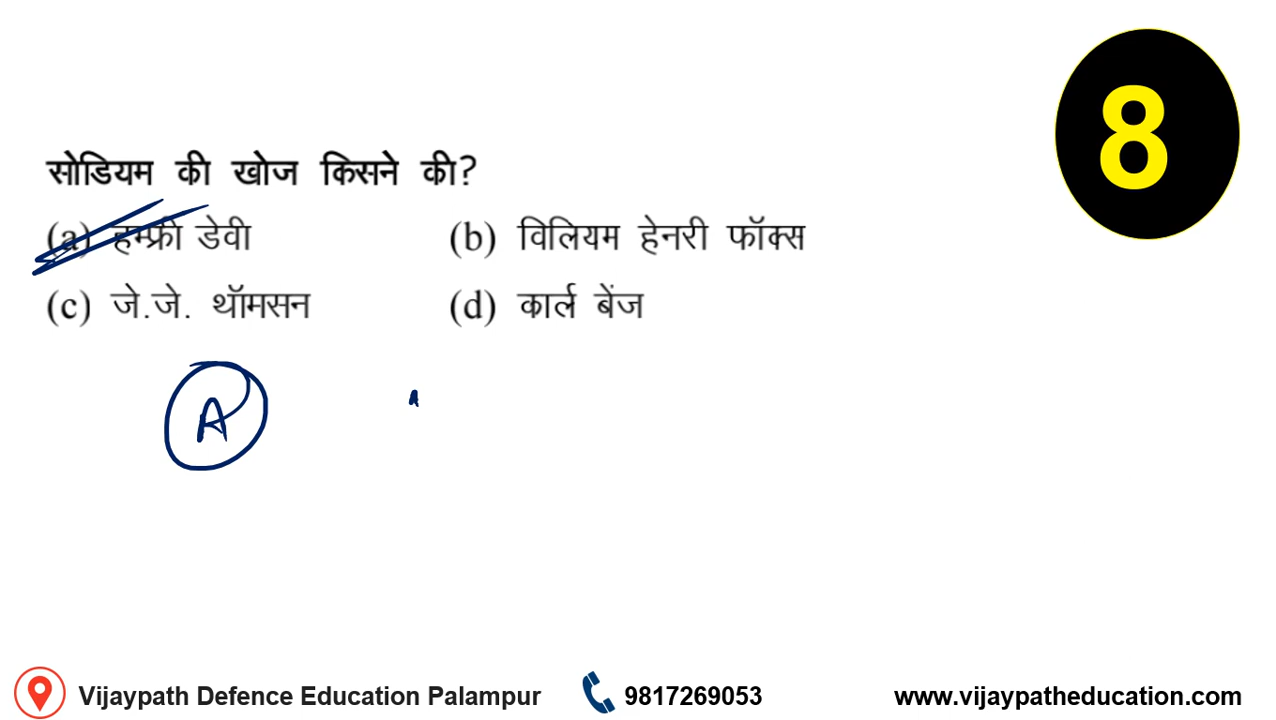 8
सोडियम की खोज किसने की?
(a) हम्फ्री डेवी (b) विलियम हेनरी फॉक्स
(c) जे.जे. थॉमसन (d) कार्ल बेंज
A
Vijaypath Defence Education Palampur 9817269053 www.vijaypatheducation.com